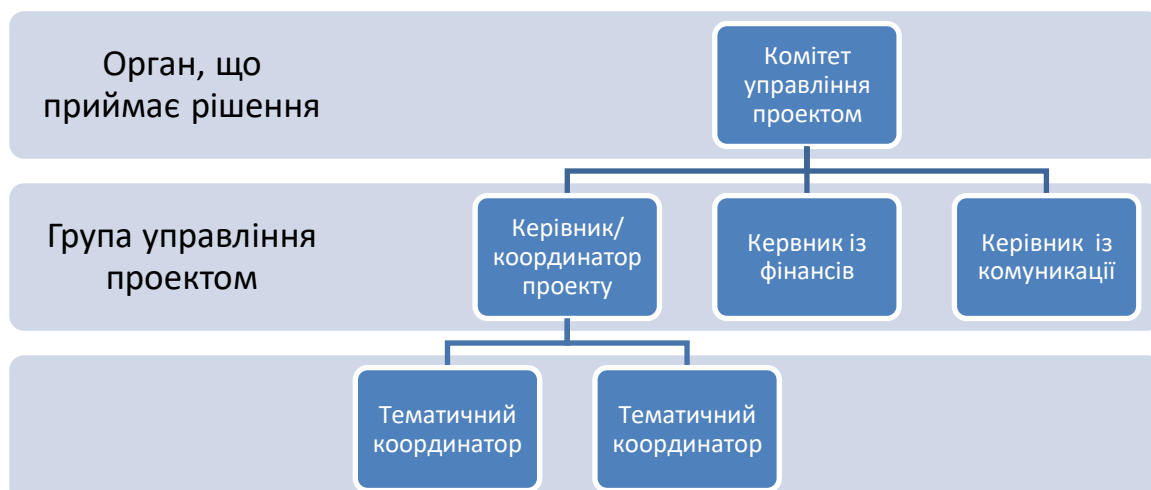 Орган, що
приймає рішення
Комітет
управління
проектом
Група управління
проектом
Керівник/
координатор
проекту
Кервник із
фінансів
Керівник із
комуникації
Тематичний
координатор
Тематичний
координатор